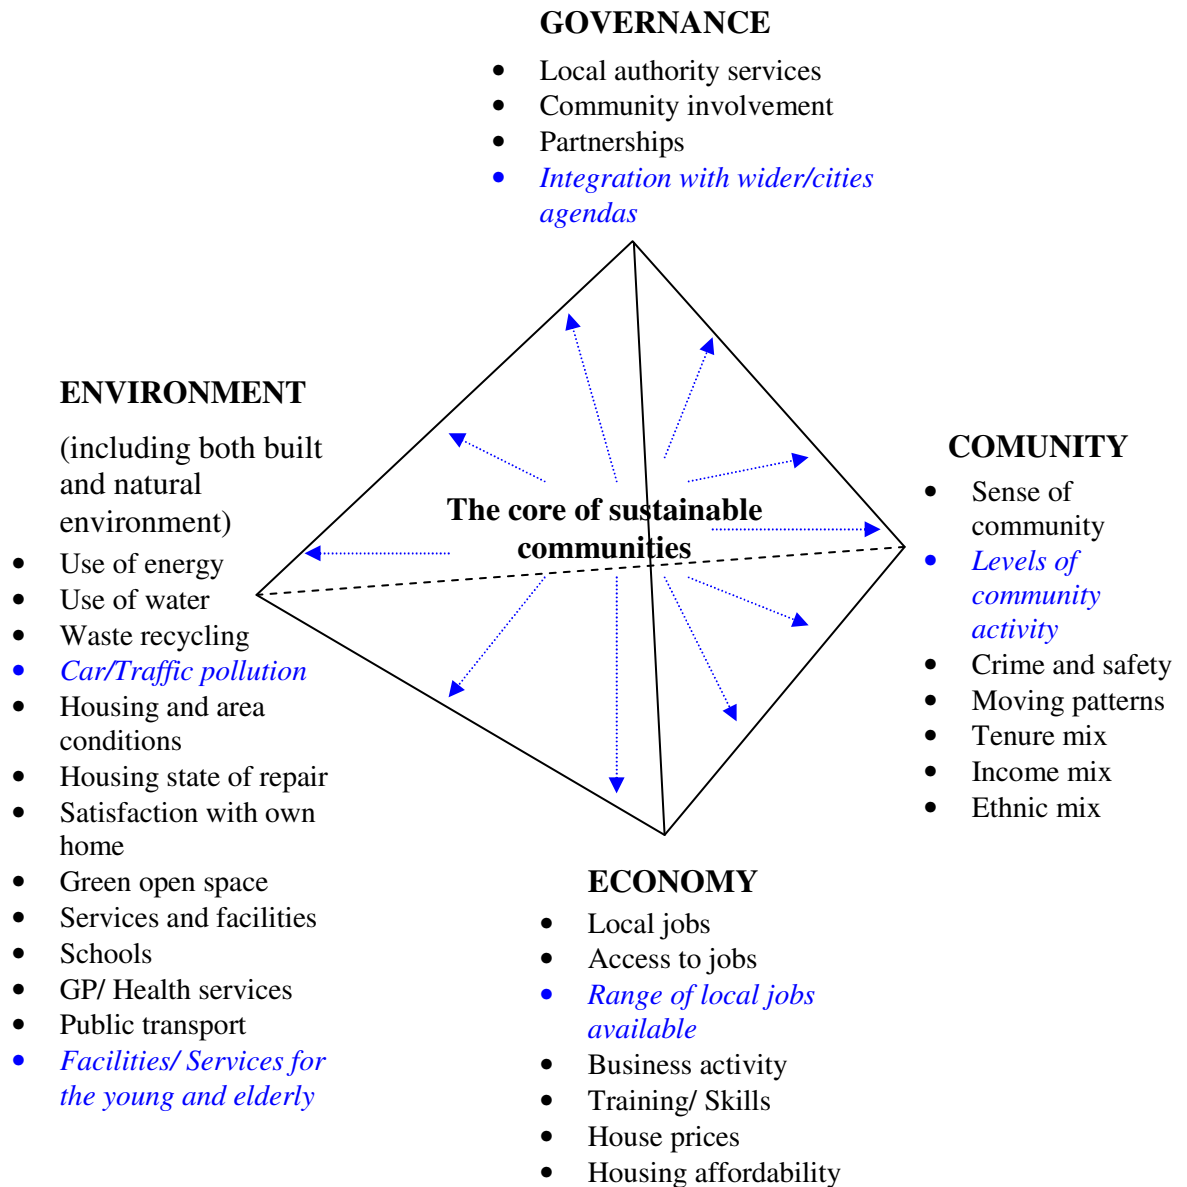 GOVERNANCE
• Local authority services
• Community involvement
• Partnerships
• Integration with wider/cities
agendas
ENVIRONMENT
(including both built
and natural
environment)
• Use of energy
• Use of water
• Waste recycling
• Car/Traffic pollution
• Housing and area
conditions
• Housing state of repair
• Satisfaction with own
home
• Green open space
• Services and facilities
• Schools
• GP/ Health services
• Public transport
• Facilities/ Services for
the young and elderly
The core of sustainable
communities
COMUNITY
• Sense of
community
• Levels of
community
activity
• Crime and safety
• Moving patterns
• Tenure mix
• Income mix
• Ethnic mix
ECONOMY
• Local jobs
• Access to jobs
• Range of local jobs
available
• Business activity
• Training/ Skills
• House prices
• Housing affordability